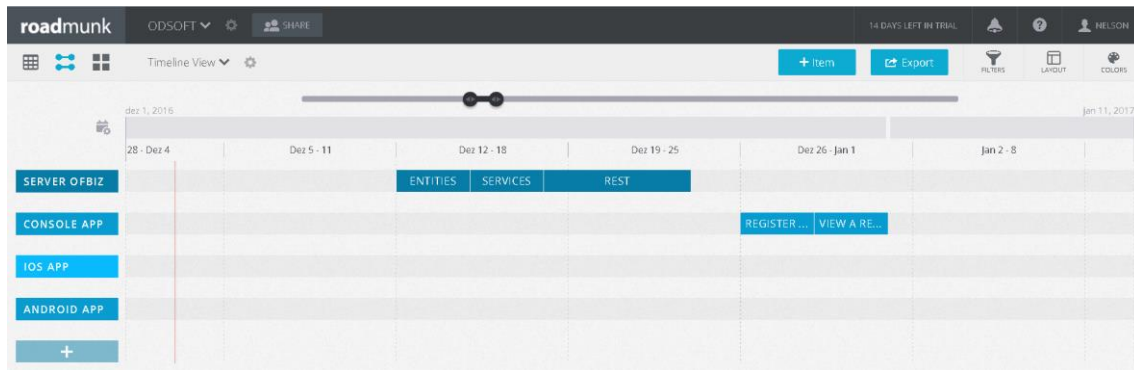 roadmunk ODSOFT SHARE 14 DAYS LEFT IN TRIAL ? NELSON
Timeline View + Item Export FILTERS LAYOUT COLORS
dez 1, 2016 jan 11, 2017
28 - Dez 4 Dez 5 - 11 Dez 12 - 18 Dez 19 - 25 Dez 26 - Jan 1 Jan 2 - 8
SERVER OFBIZ ENTITIES SERVICES REST
CONSOLE APP REGISTER ... VIEW A RE...
IOS APP
ANDROID APP
+